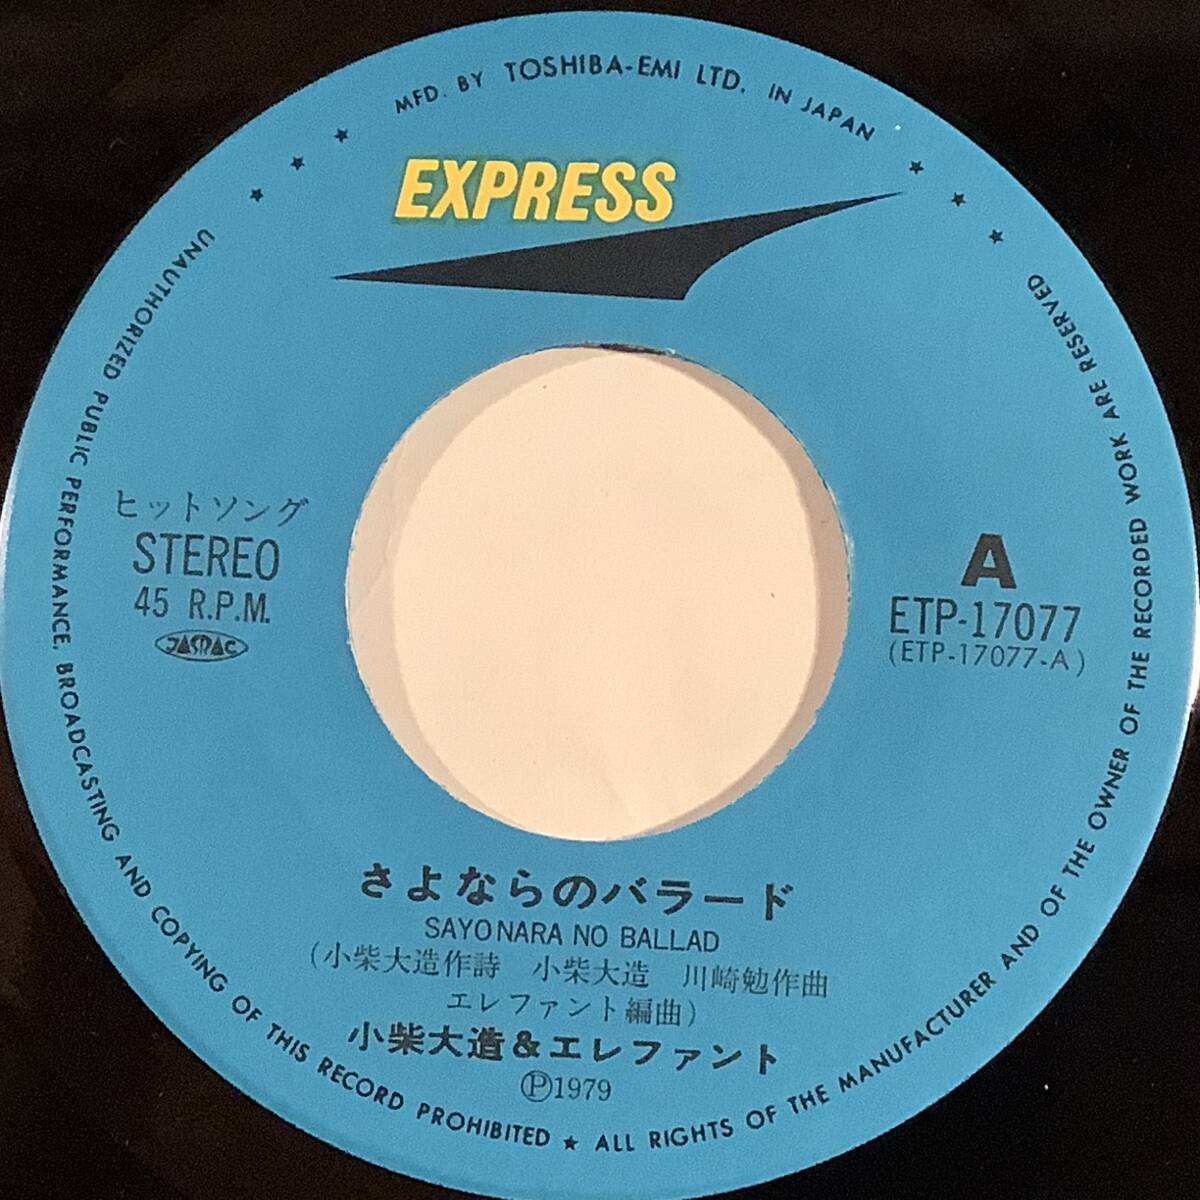 MFD. BY TOSHIBA-EMI LTD. IN JAPAN
EXPRESS
ヒットソング
STEREO
45 R.P.M.
JASRAC
A
ETP-17077
(ETP-17077-A)
さよならのバラード
SAYONARA NO BALLAD
(小柴大造作詩 小柴大造 川崎勉作曲
エレファント編曲)
小柴大造&エレファント
Ⓟ1979
UNAUTHORIZED PUBLIC PERFORMANCE, BROADCASTING AND COPYING OF THIS RECORD PROHIBITED ★ ALL RIGHTS OF THE MANUFACTURER AND OF THE OWNER OF THE RECORDED WORK ARE RESERVED